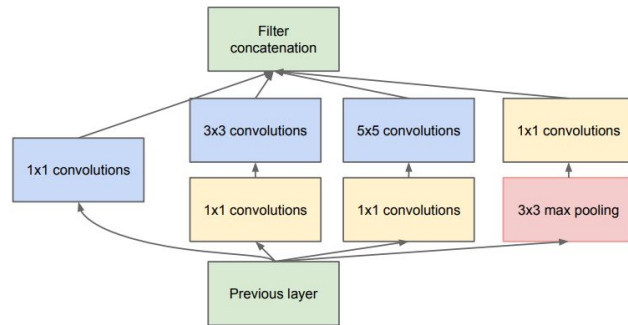 Filter
concatenation
3x3 convolutions
5x5 convolutions
1x1 convolutions
1x1 convolutions
1x1 convolutions
1x1 convolutions
3x3 max pooling
Previous layer